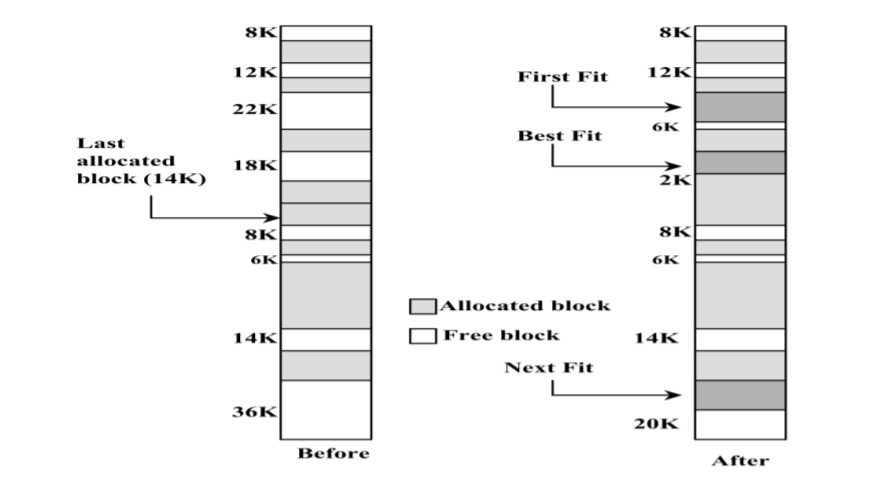 8K
12K
22K
Last
allocated
block (14K)
18K
8K
6K
14K
36K
Before
Allocated block
Free block
8K
First Fit
12K
6K
Best Fit
2K
8K
6K
14K
Next Fit
20K
After